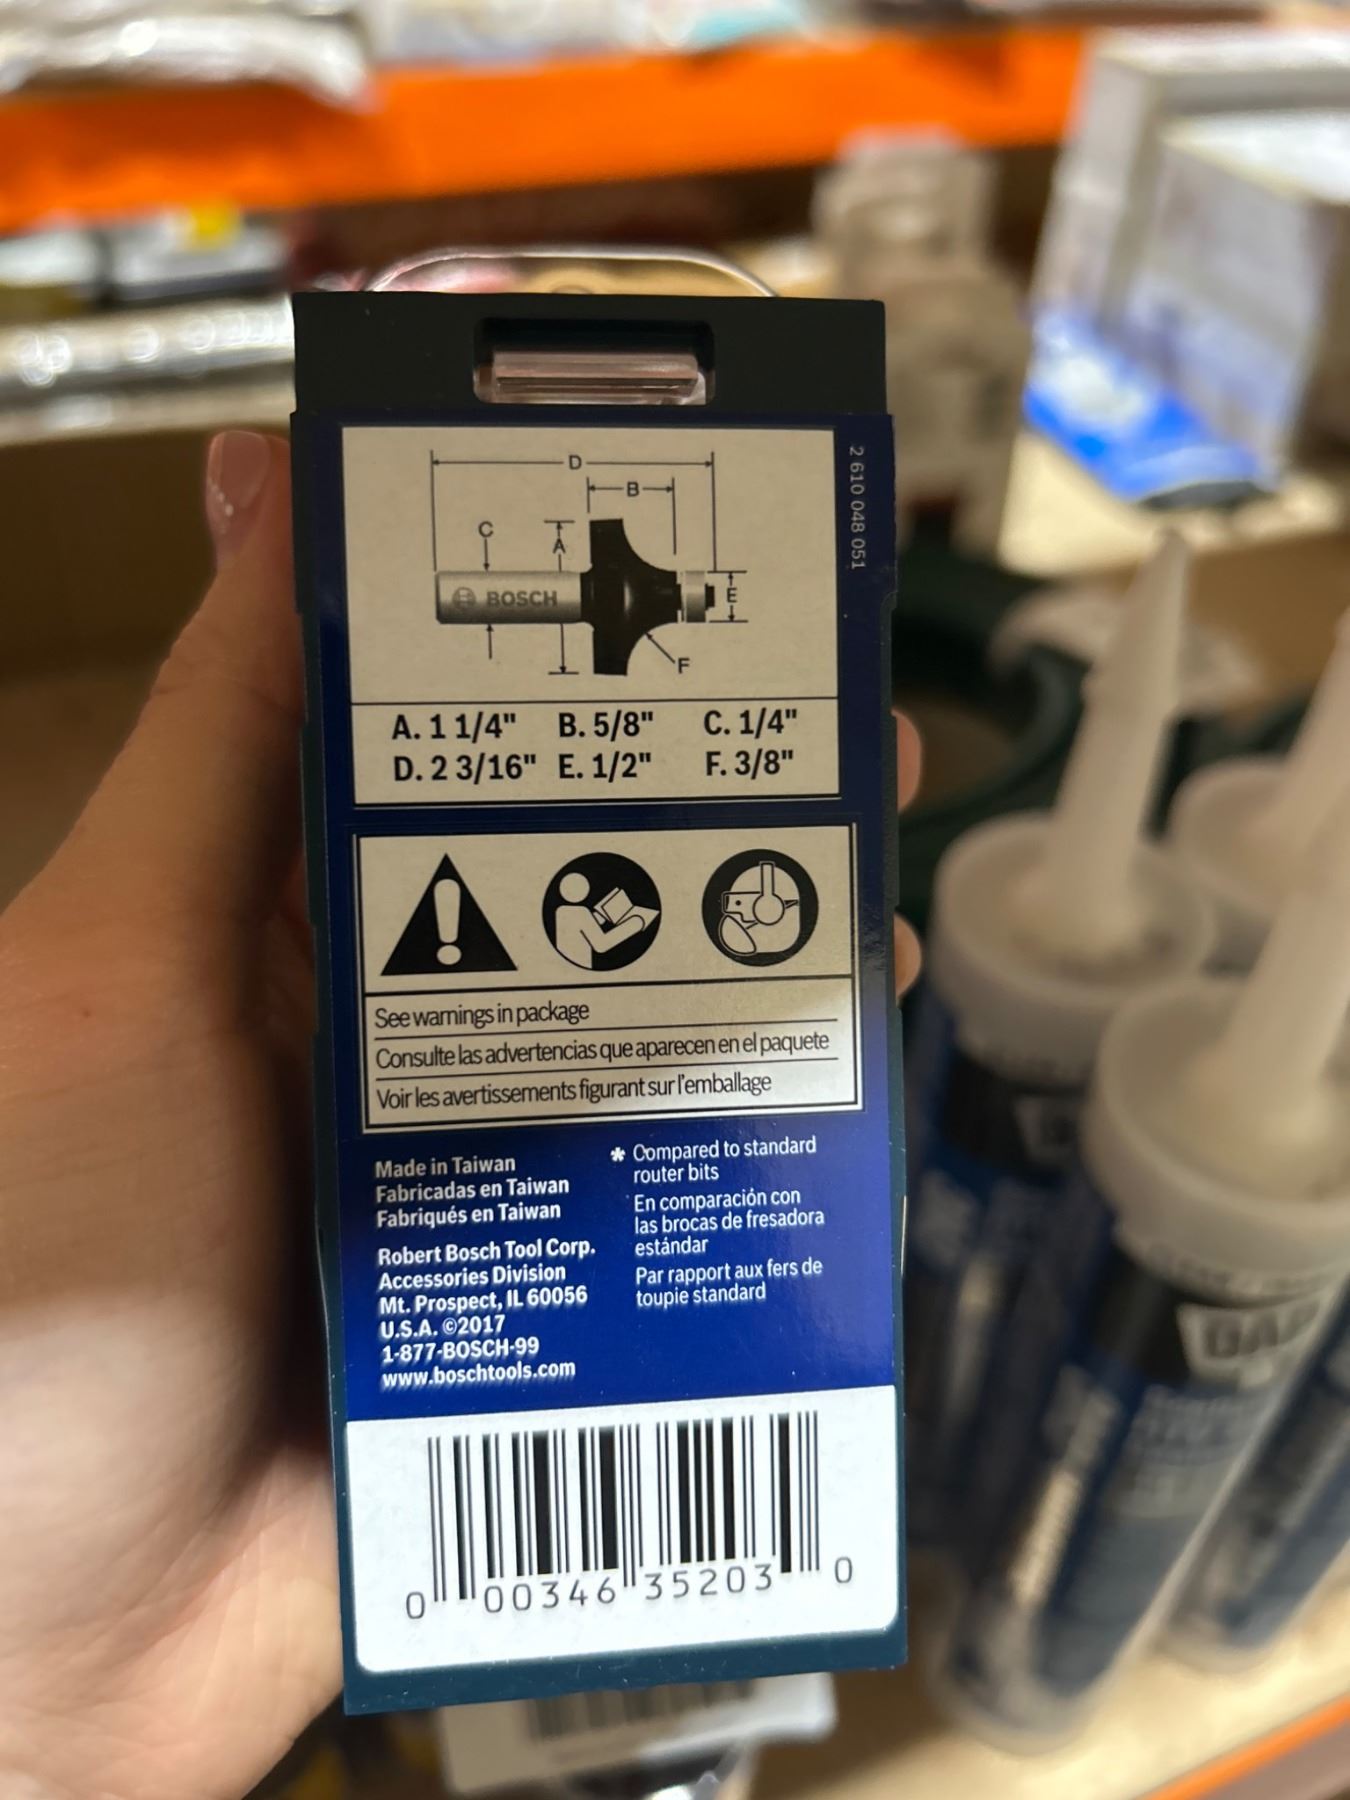 D
B
C
A
BOSCH
E
F
2 610 048 051
A. 1 1/4" B. 5/8" C. 1/4"
D. 2 3/16" E. 1/2" F. 3/8"
See warnings in package
Consulte las advertencias que aparecen en el paquete
Voir les avertissements figurant sur l'emballage
Made in Taiwan
Fabricadas en Taiwan
Fabriqués en Taiwan
Robert Bosch Tool Corp.
Accessories Division
Mt. Prospect, IL 60056
U.S.A. ©2017
1-877-BOSCH-99
www.boschtools.com
* Compared to standard
router bits
En comparación con
las brocas de fresadora
estándar
Par rapport aux fers de
toupie standard
0 00346 35203 0
DAP